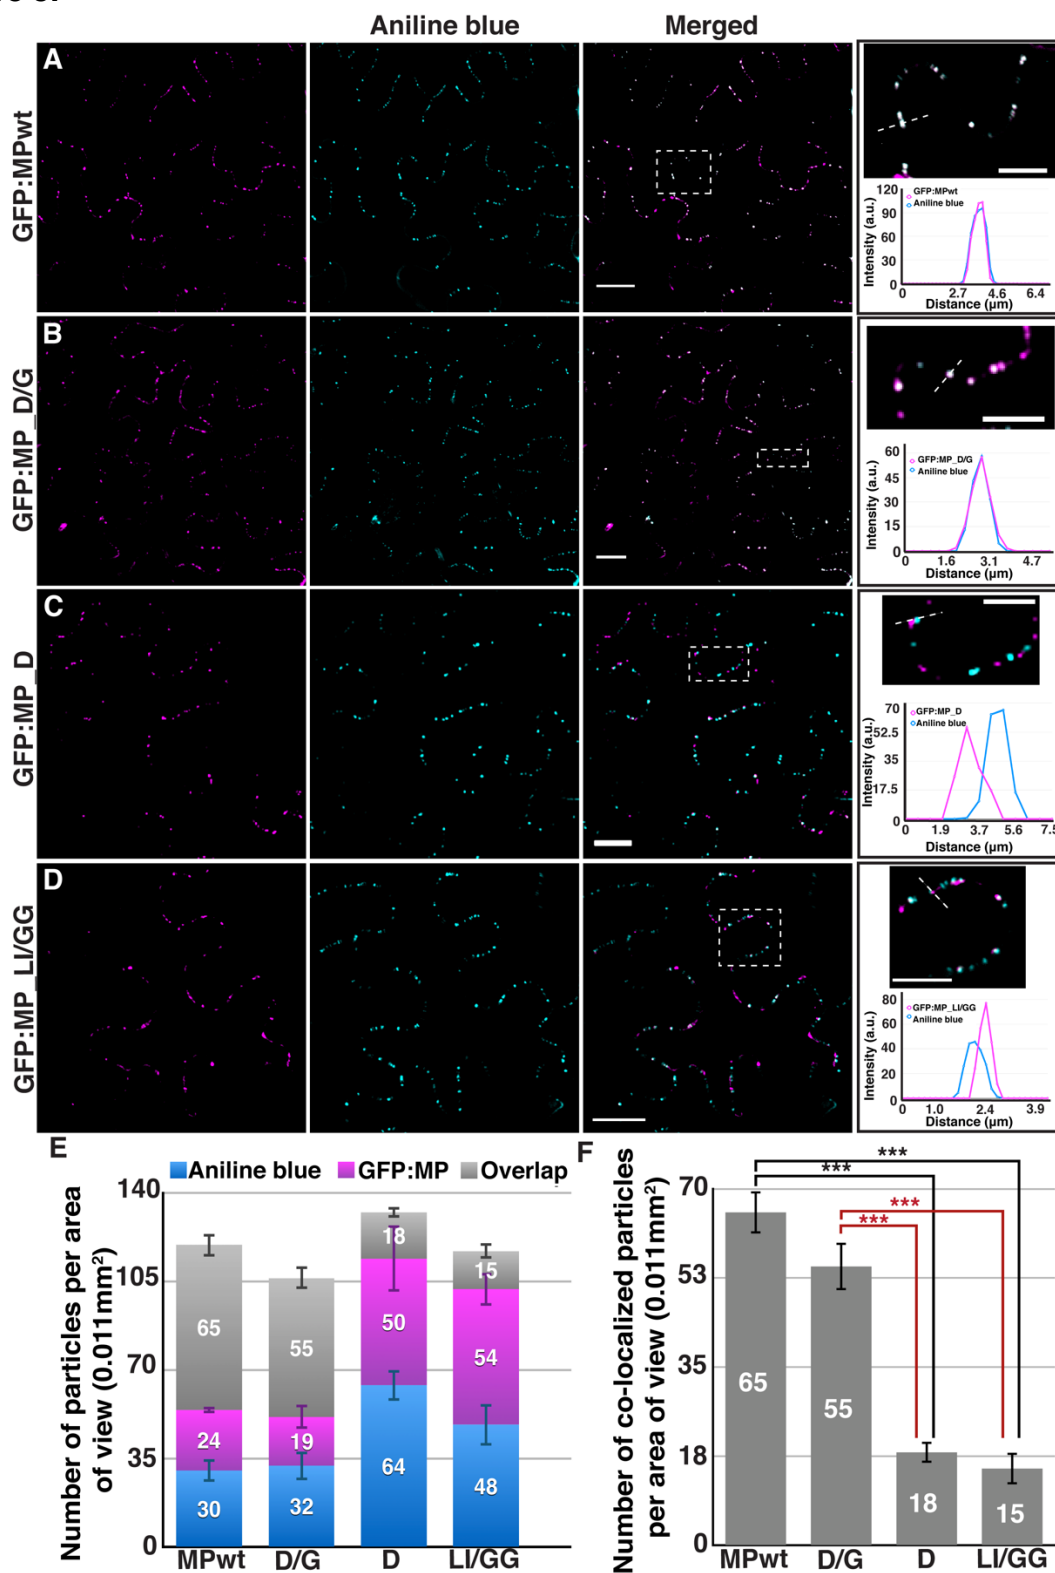 Aniline blue
Merged
A
GFP:MPwt
120
90
60
30
0
GFP:MPwt
Aniline blue
Intensity (a.u.)
0 2.7 4.6 6.4
Distance (µm)
B
GFP:MP_D/G
60
45
30
15
0
GFP:MP_D/G
Aniline blue
Intensity (a.u.)
0 1.6 3.1 4.7
Distance (µm)
C
GFP:MP_D
70
52.5
35
17.5
0
GFP:MP_D
Aniline blue
Intensity (a.u.)
0 1.9 3.7 5.6 7.5
Distance (µm)
D
GFP:MP_LI/GG
80
60
40
20
0
GFP:MP_LI/GG
Aniline blue
Intensity (a.u.)
0 1.0 2.4 3.9
Distance (µm)
E
Aniline blue GFP:MP Overlap
Number of particles per area
of view (0.011mm²)
140
105
70
35
0
65
24
30
55
19
32
18
50
64
15
54
48
MPwt D/G D LI/GG
F
Number of co-localized particles
per area of view (0.011mm²)
70
53
35
18
0
***
***
***
***
65
55
18
15
MPwt D/G D LI/GG